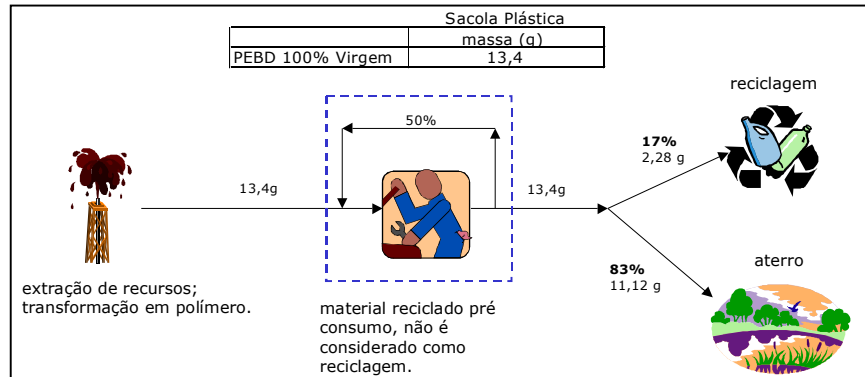 Sacola Plástica
massa (g)
PEBD 100% Virgem 13,4
reciclagem
50%
17%
2,28 g
13,4g
13,4g
83%
11,12 g
aterro
extração de recursos;
transformação em polímero.
material reciclado pré
consumo, não é
considerado como
reciclagem.